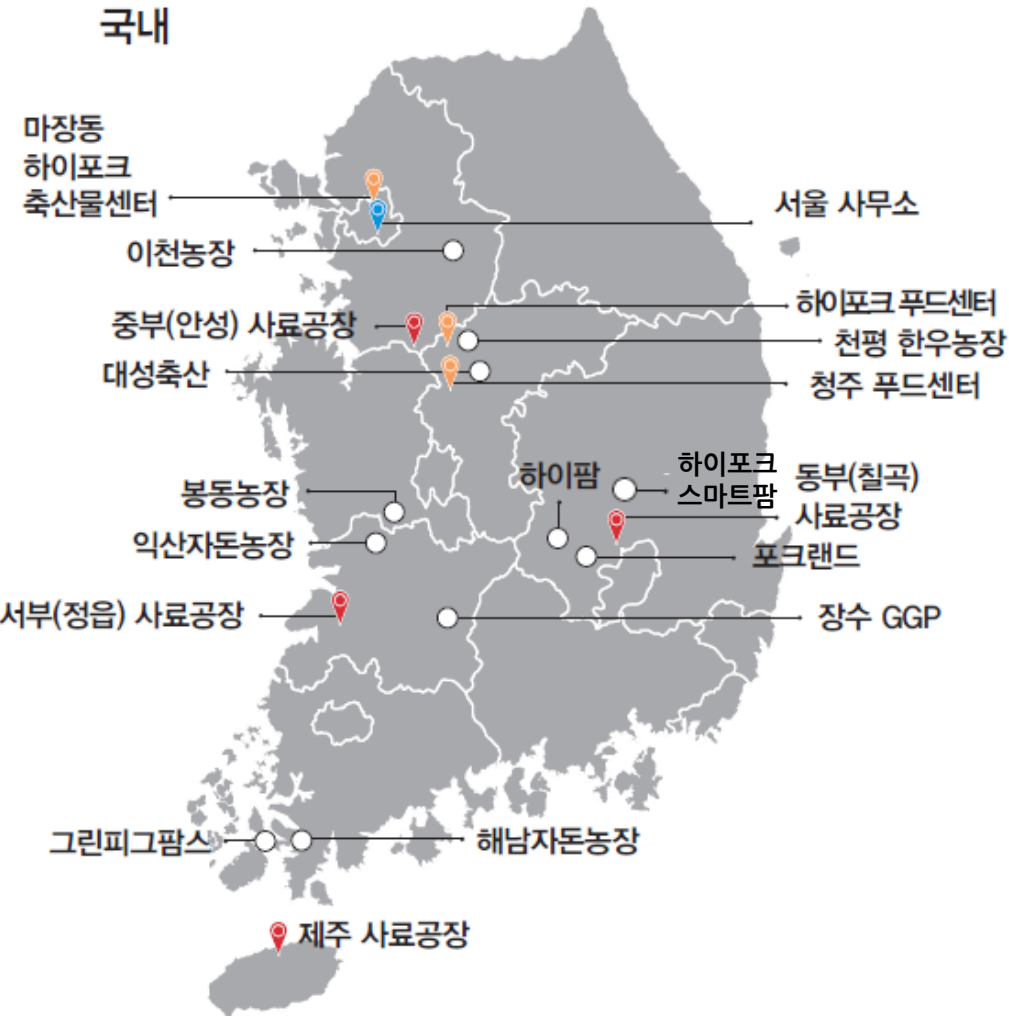 국내
마장동
하이포크
축산물센터
서울 사무소
이천농장
하이포크 푸드센터
중부(안성) 사료공장
천평 한우농장
대성축산
청주 푸드센터
하이팜
하이포크
스마트팜
동부(칠곡)
사료공장
봉동농장
익산자돈농장
포크랜드
서부(정읍) 사료공장
장수 GGP
그린피그팜스
해남자돈농장
제주 사료공장